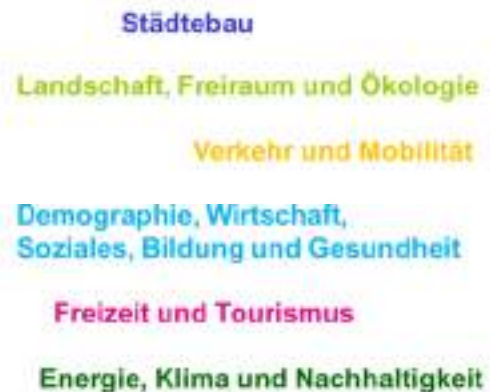 Städtebau
Landschaft, Freiraum und Ökologie
Verkehr und Mobilität
Demographie, Wirtschaft,
Soziales, Bildung und Gesundheit
Freizeit und Tourismus
Energie, Klima und Nachhaltigkeit